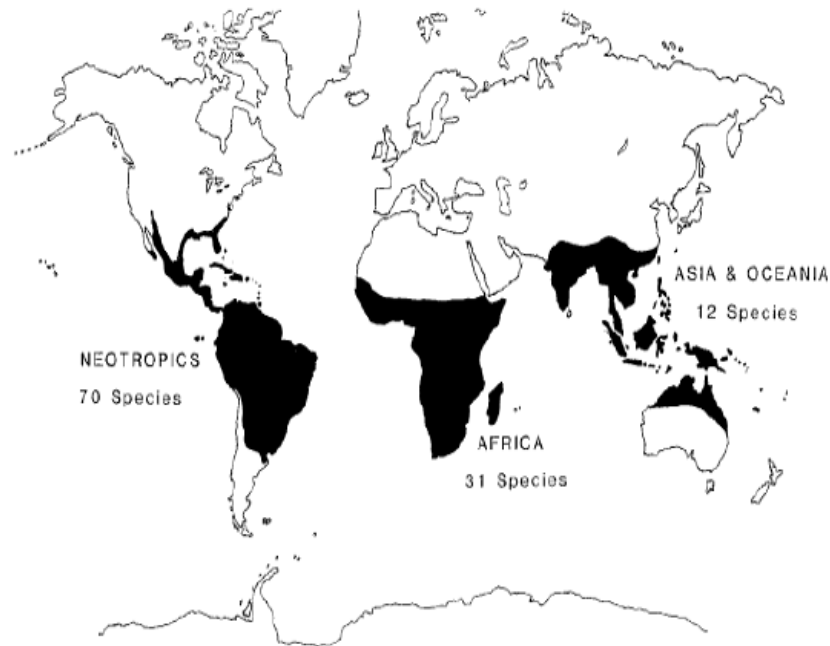 ASIA & OCEANIA
12 Species
NEOTROPICS
70 Species
AFRICA
31 Species